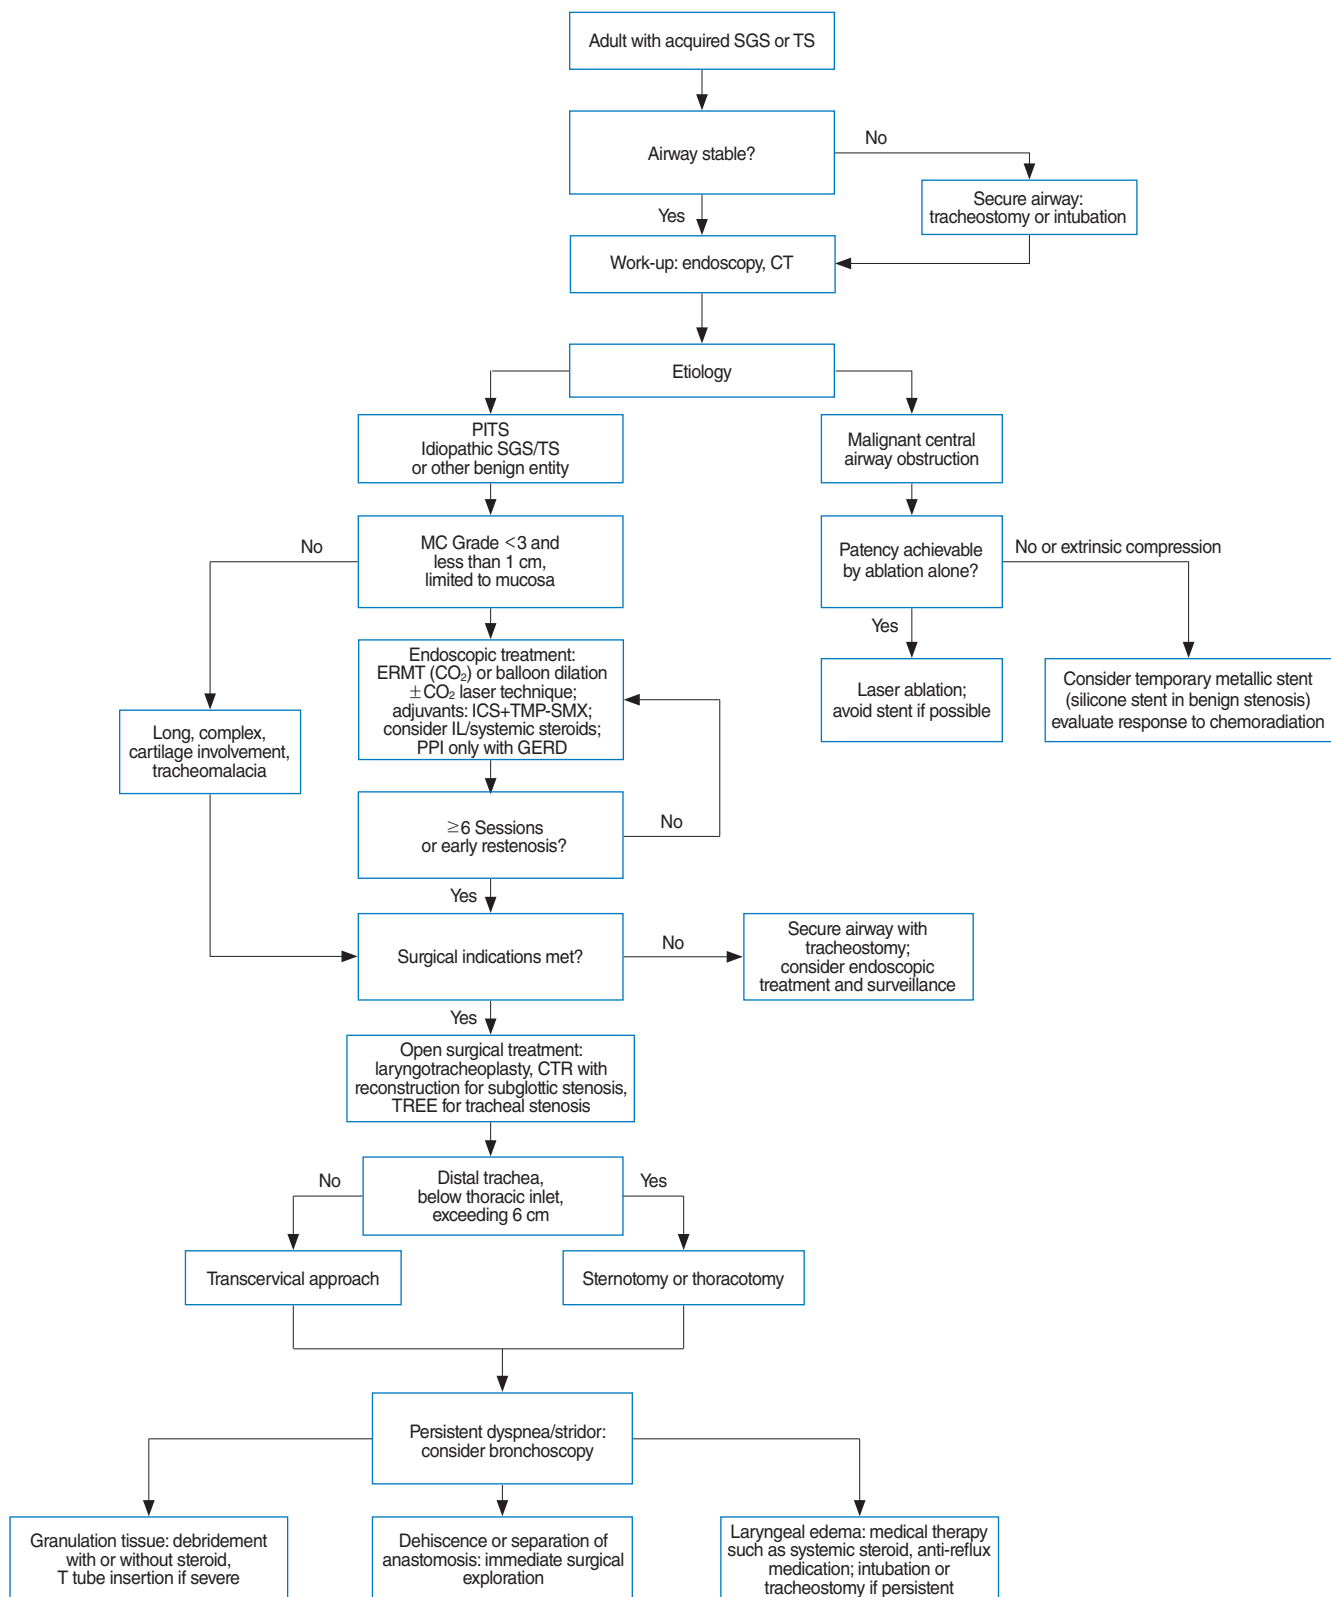 Adult with acquired SGS or TS
Airway stable?
No
Secure airway:
tracheostomy or intubation
Yes
Work-up: endoscopy, CT
Etiology
PITS
Idiopathic SGS/TS
or other benign entity
Malignant central
airway obstruction
No
MC Grade <3 and
less than 1 cm,
limited to mucosa
Patency achievable
by ablation alone?
No or extrinsic compression
Yes
Endoscopic treatment:
ERMT (CO₂) or balloon dilation
±CO₂ laser technique;
adjuvants: ICS+TMP-SMX;
consider IL/systemic steroids;
PPI only with GERD
Laser ablation;
avoid stent if possible
Consider temporary metallic stent
(silicone stent in benign stenosis)
evaluate response to chemoradiation
Long, complex,
cartilage involvement,
tracheomalacia
≥6 Sessions
or early restenosis?
No
Yes
Surgical indications met?
No
Secure airway with
tracheostomy;
consider endoscopic
treatment and surveillance
Yes
Open surgical treatment:
laryngotracheoplasty, CTR with
reconstruction for subglottic stenosis,
TREE for tracheal stenosis
No
Distal trachea,
below thoracic inlet,
exceeding 6 cm
Yes
Transcervical approach
Sternotomy or thoracotomy
Persistent dyspnea/stridor:
consider bronchoscopy
Granulation tissue: debridement
with or without steroid,
T tube insertion if severe
Dehiscence or separation of
anastomosis: immediate surgical
exploration
Laryngeal edema: medical therapy
such as systemic steroid, anti-reflux
medication; intubation or
tracheostomy if persistent